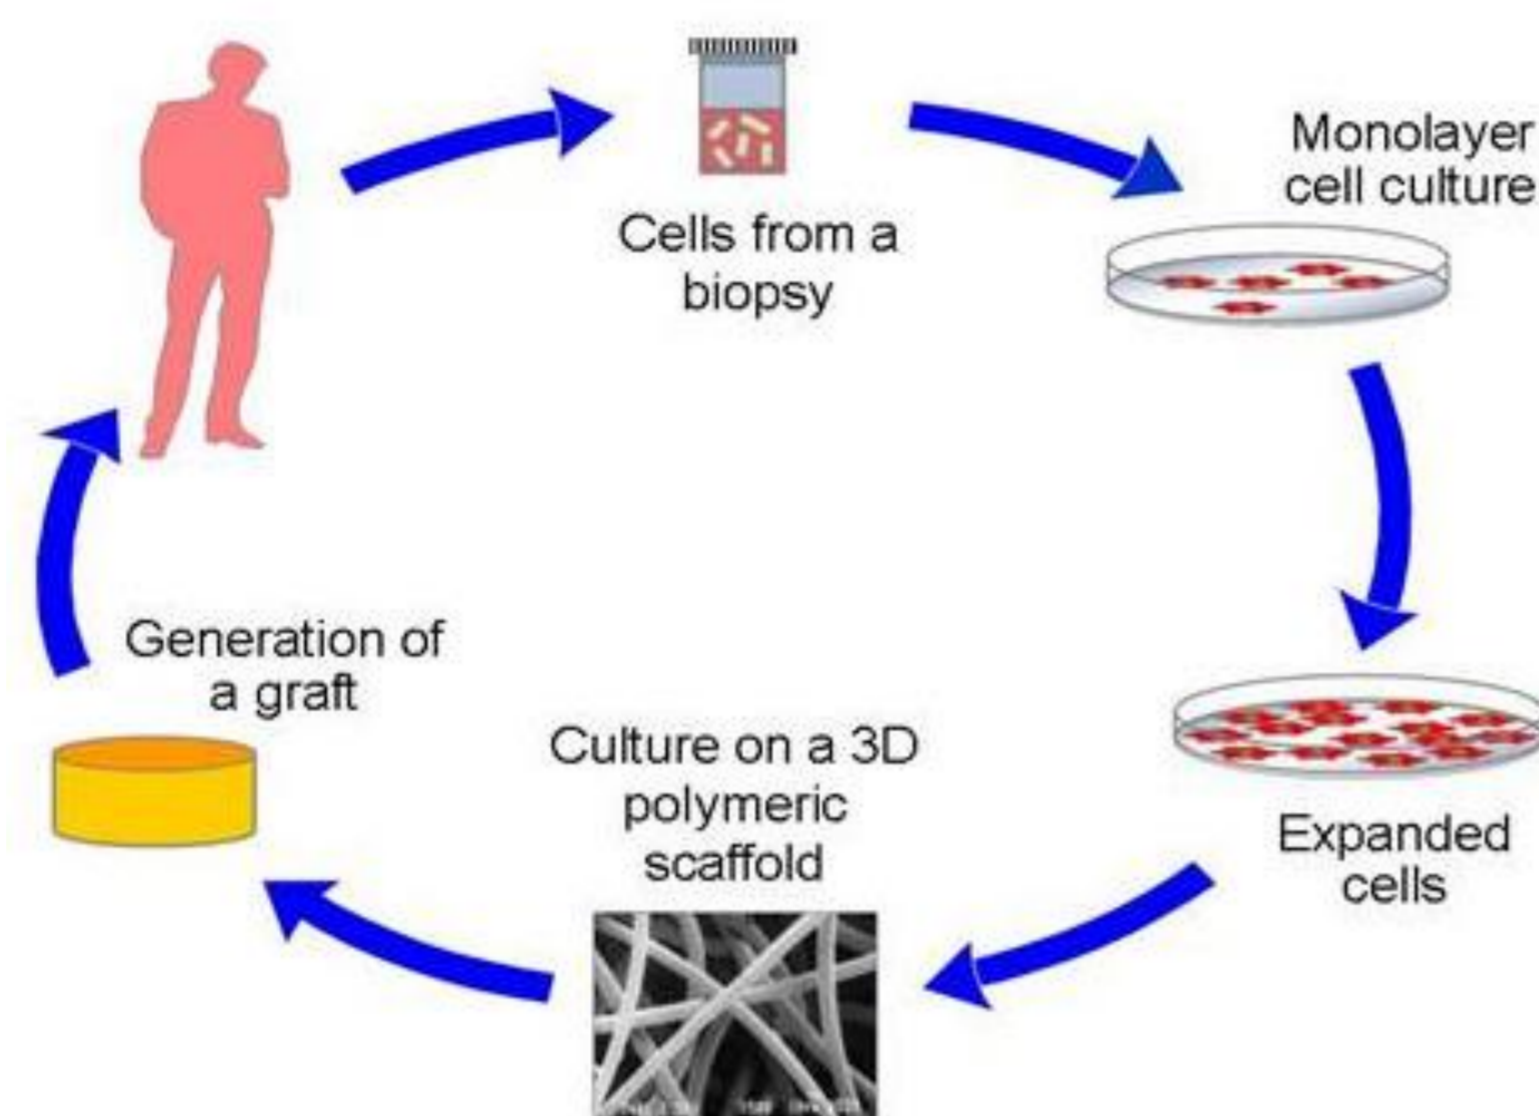 Cells from a
biopsy
Monolayer
cell culture
Expanded
cells
Culture on a 3D
polymeric
scaffold
Generation of
a graft